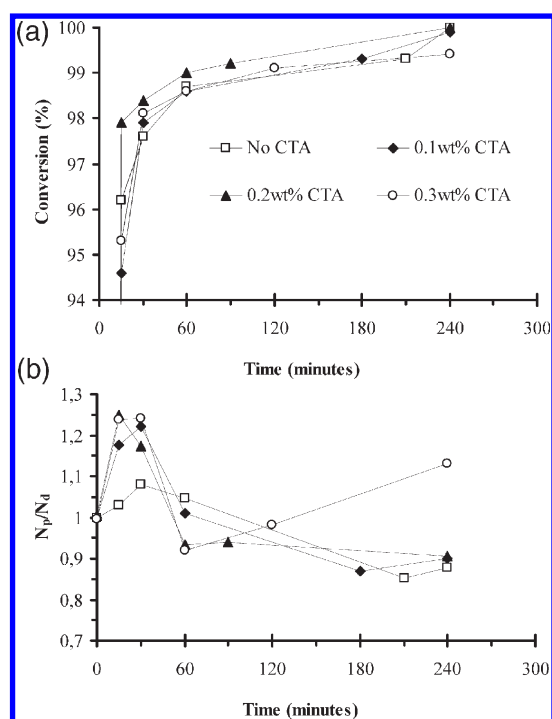 (a)
100
99
98
97
96
95
94
Conversion (%)
No CTA
0.1wt% CTA
0.2wt% CTA
0.3wt% CTA
0 60 120 180 240 300
Time (minutes)
(b)
1,3
1,2
1,1
1
0,9
0,8
0,7
Np/Nd
0 60 120 180 240 300
Time (minutes)